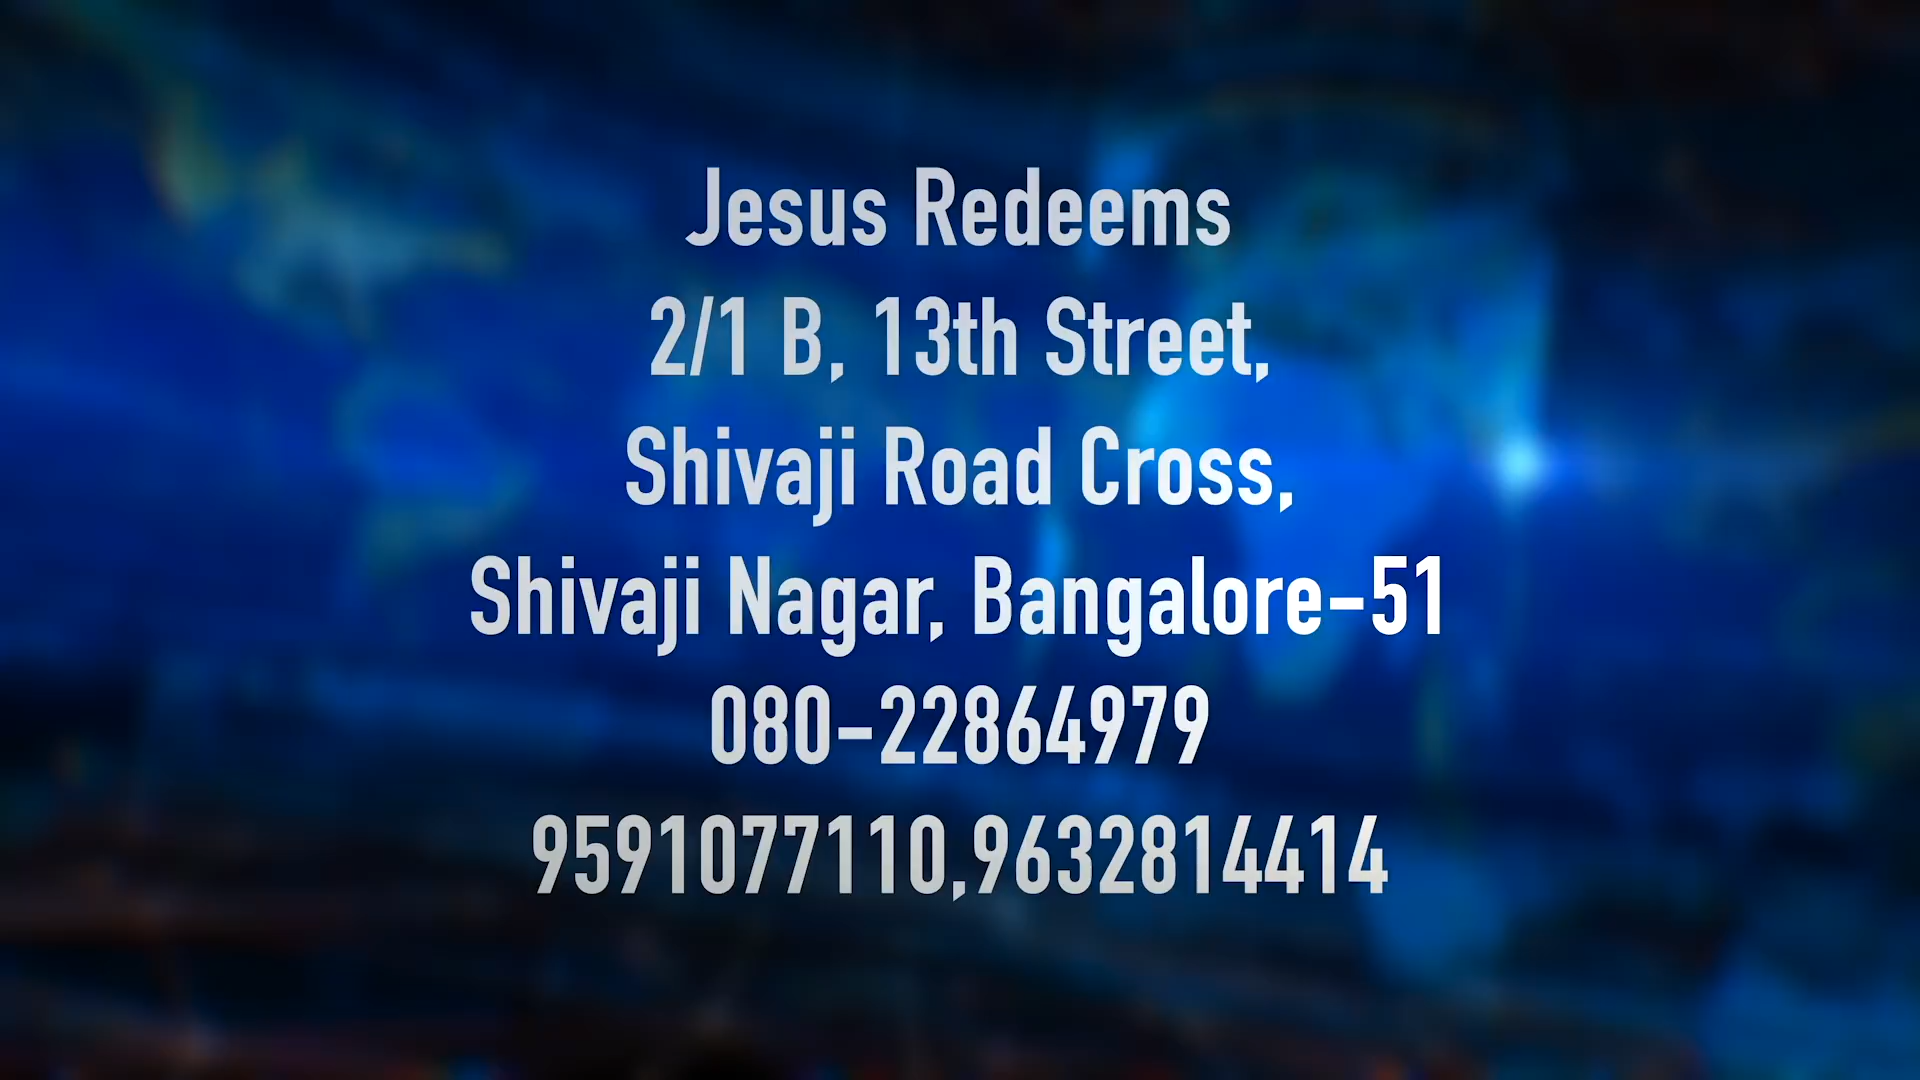 Jesus Redeems
2/1 B, 13th Street,
Shivaji Road Cross,
Shivaji Nagar, Bangalore-51
080-22864979
9591077110,9632814414